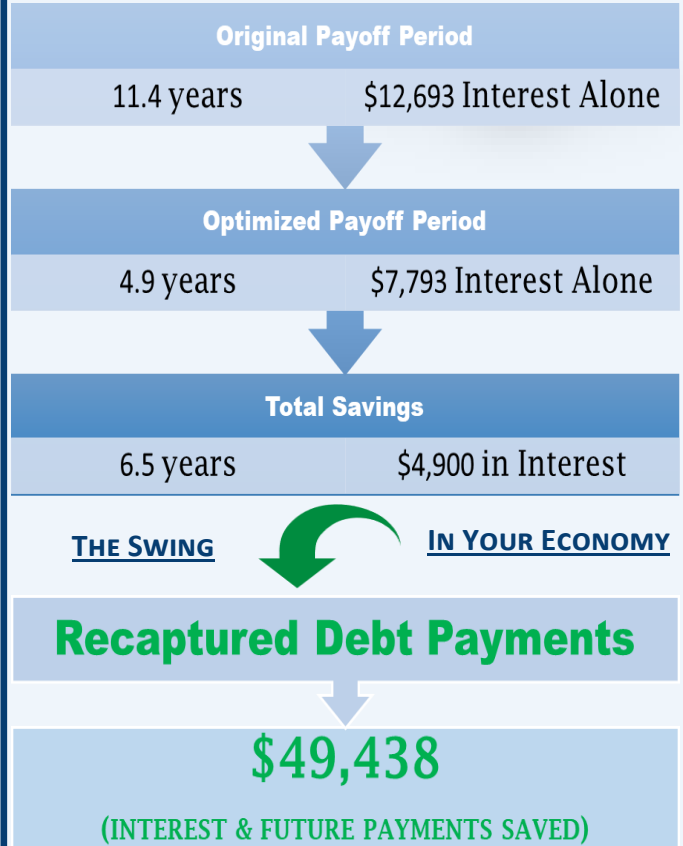 Original Payoff Period
11.4 years $12,693 Interest Alone
Optimized Payoff Period
4.9 years $7,793 Interest Alone
Total Savings
6.5 years $4,900 in Interest
THE SWING IN YOUR ECONOMY
Recaptured Debt Payments
$49,438
(INTEREST & FUTURE PAYMENTS SAVED)